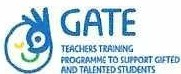 GATE
TEACHERS TRAINING
PROGRAMME TO SUPPORT GIFTED
AND TALENTED STUDENTS